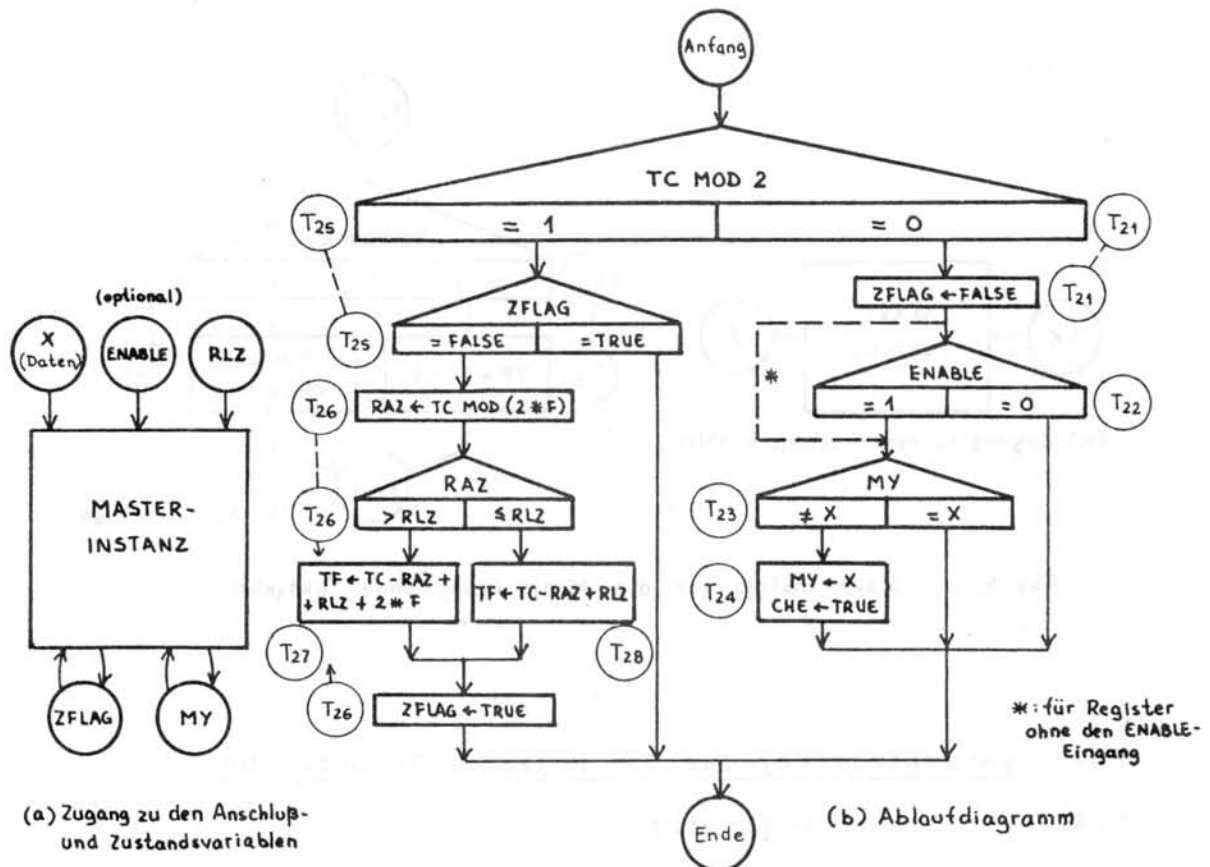 Anfang
TC MOD 2
T25
= 1
= 0
T21
ZFLAG ← FALSE
T21
ZFLAG
T25
= FALSE
= TRUE
*
ENABLE
= 1
= 0
T22
T26
RAZ ← TC MOD (2 * F)
RAZ
T26
> RLZ
≤ RLZ
MY
T23
≠ X
= X
TF ← TC - RAZ +
+ RLZ + 2 * F
TF ← TC - RAZ + RLZ
T24
MY ← X
CHE ← TRUE
T27
T28
T26
ZFLAG ← TRUE
*: für Register
ohne den ENABLE-
Eingang
Ende
(b) Ablaufdiagramm
(optional)
X
(Daten)
ENABLE
RLZ
MASTER-
INSTANZ
ZFLAG
MY
(a) Zugang zu den Anschluß-
und Zustandsvariablen